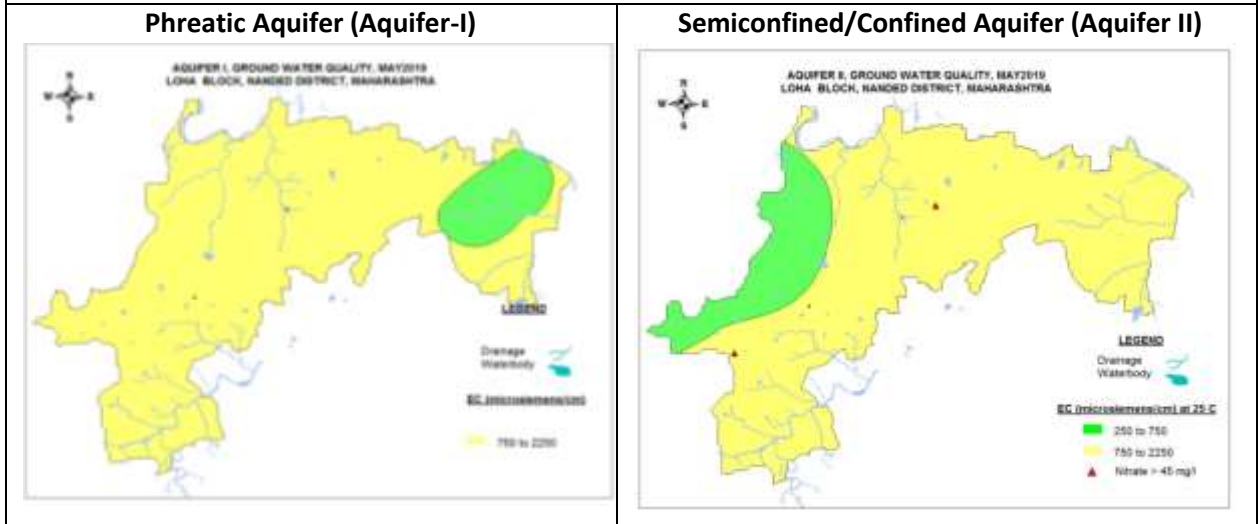 Phreatic Aquifer (Aquifer-I)
AQUIFER I, GROUND WATER QUALITY, MAY2019
LOHA BLOCK, NANDED DISTRICT, MAHARASHTRA
N
W E
S
LEGEND
Drainage
Waterbody
EC (microsiemens/cm)
750 to 2250
Semiconfined/Confined Aquifer (Aquifer II)
AQUIFER II, GROUND WATER QUALITY, MAY2019
LOHA BLOCK, NANDED DISTRICT, MAHARASHTRA
N
W E
S
LEGEND
Drainage
Waterbody
EC (microsiemens/cm) at 25 C
250 to 750
750 to 2250
Nitrate > 45 mg/l